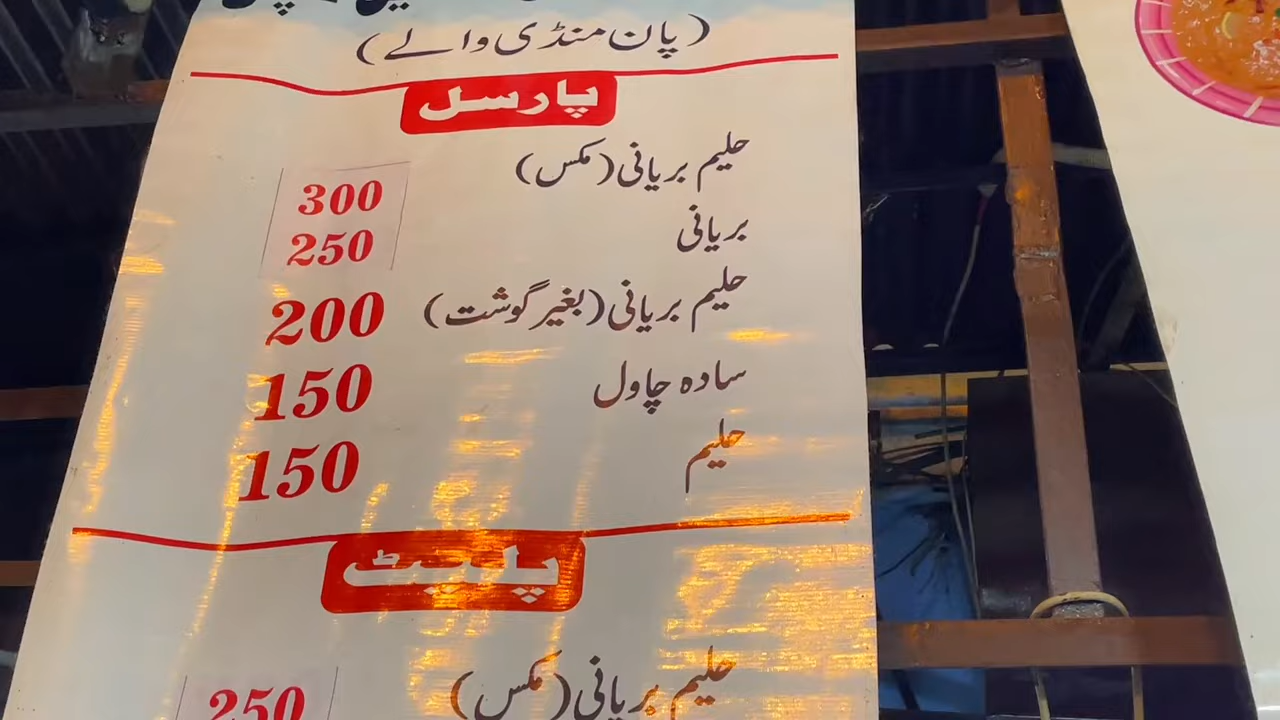 (پان منڈی والے)
پارسل
حلیم بریانی (مکس) 300
بریانی 250
حلیم بریانی (بغیر گوشت) 200
سادہ چاول 150
حلیم 150
پلیٹ
حلیم بریانی (مکس) 250